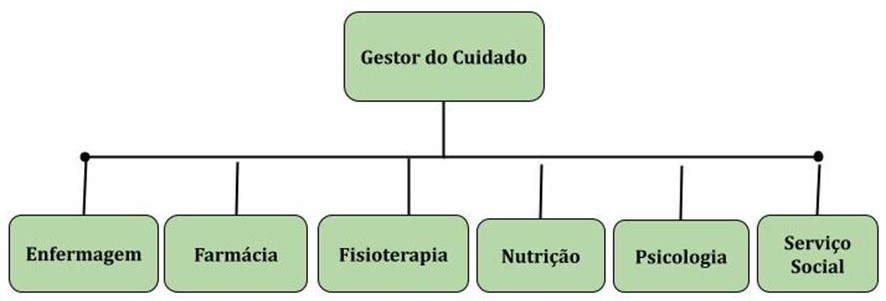 Gestor do Cuidado
Enfermagem
Farmácia
Fisioterapia
Nutrição
Psicologia
Serviço
Social